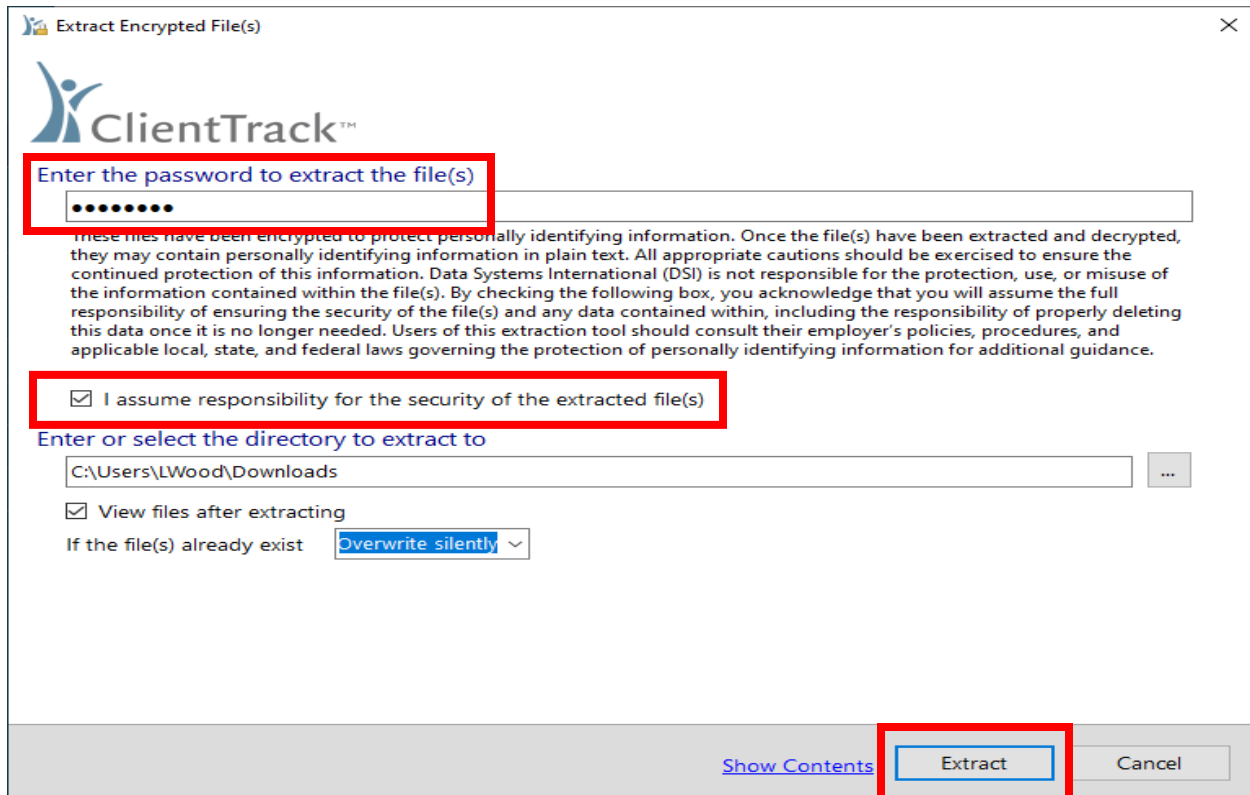 Extract Encrypted File(s)
ClientTrack™
Enter the password to extract the file(s)
••••••••
These files have been encrypted to protect personally identifying information. Once the file(s) have been extracted and decrypted,
they may contain personally identifying information in plain text. All appropriate cautions should be exercised to ensure the
continued protection of this information. Data Systems International (DSI) is not responsible for the protection, use, or misuse of
the information contained within the file(s). By checking the following box, you acknowledge that you will assume the full
responsibility of ensuring the security of the file(s) and any data contained within, including the responsibility of properly deleting
this data once it is no longer needed. Users of this extraction tool should consult their employer's policies, procedures, and
applicable local, state, and federal laws governing the protection of personally identifying information for additional guidance.
I assume responsibility for the security of the extracted file(s)
Enter or select the directory to extract to
C:\Users\LWood\Downloads
...
View files after extracting
If the file(s) already exist Overwrite silently
Show Contents Extract Cancel